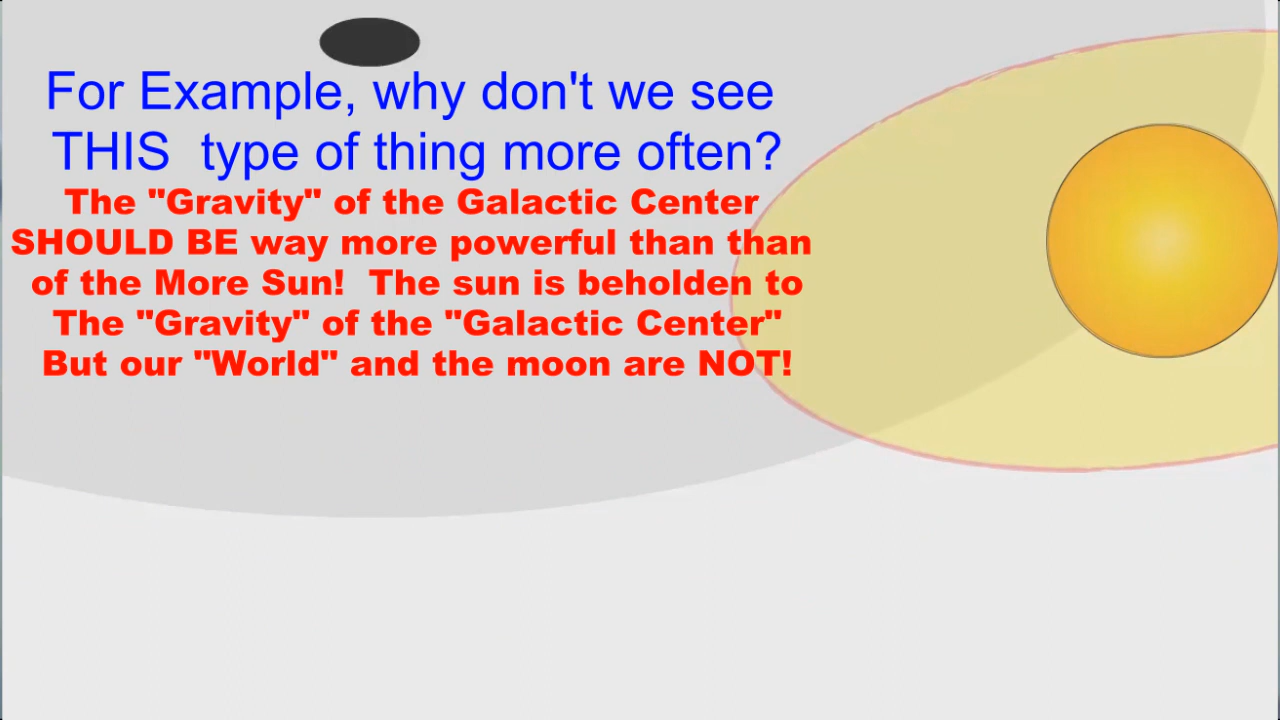 For Example, why don't we see
THIS type of thing more often?
The "Gravity" of the Galactic Center
SHOULD BE way more powerful than than
of the More Sun! The sun is beholden to
The "Gravity" of the "Galactic Center"
But our "World" and the moon are NOT!